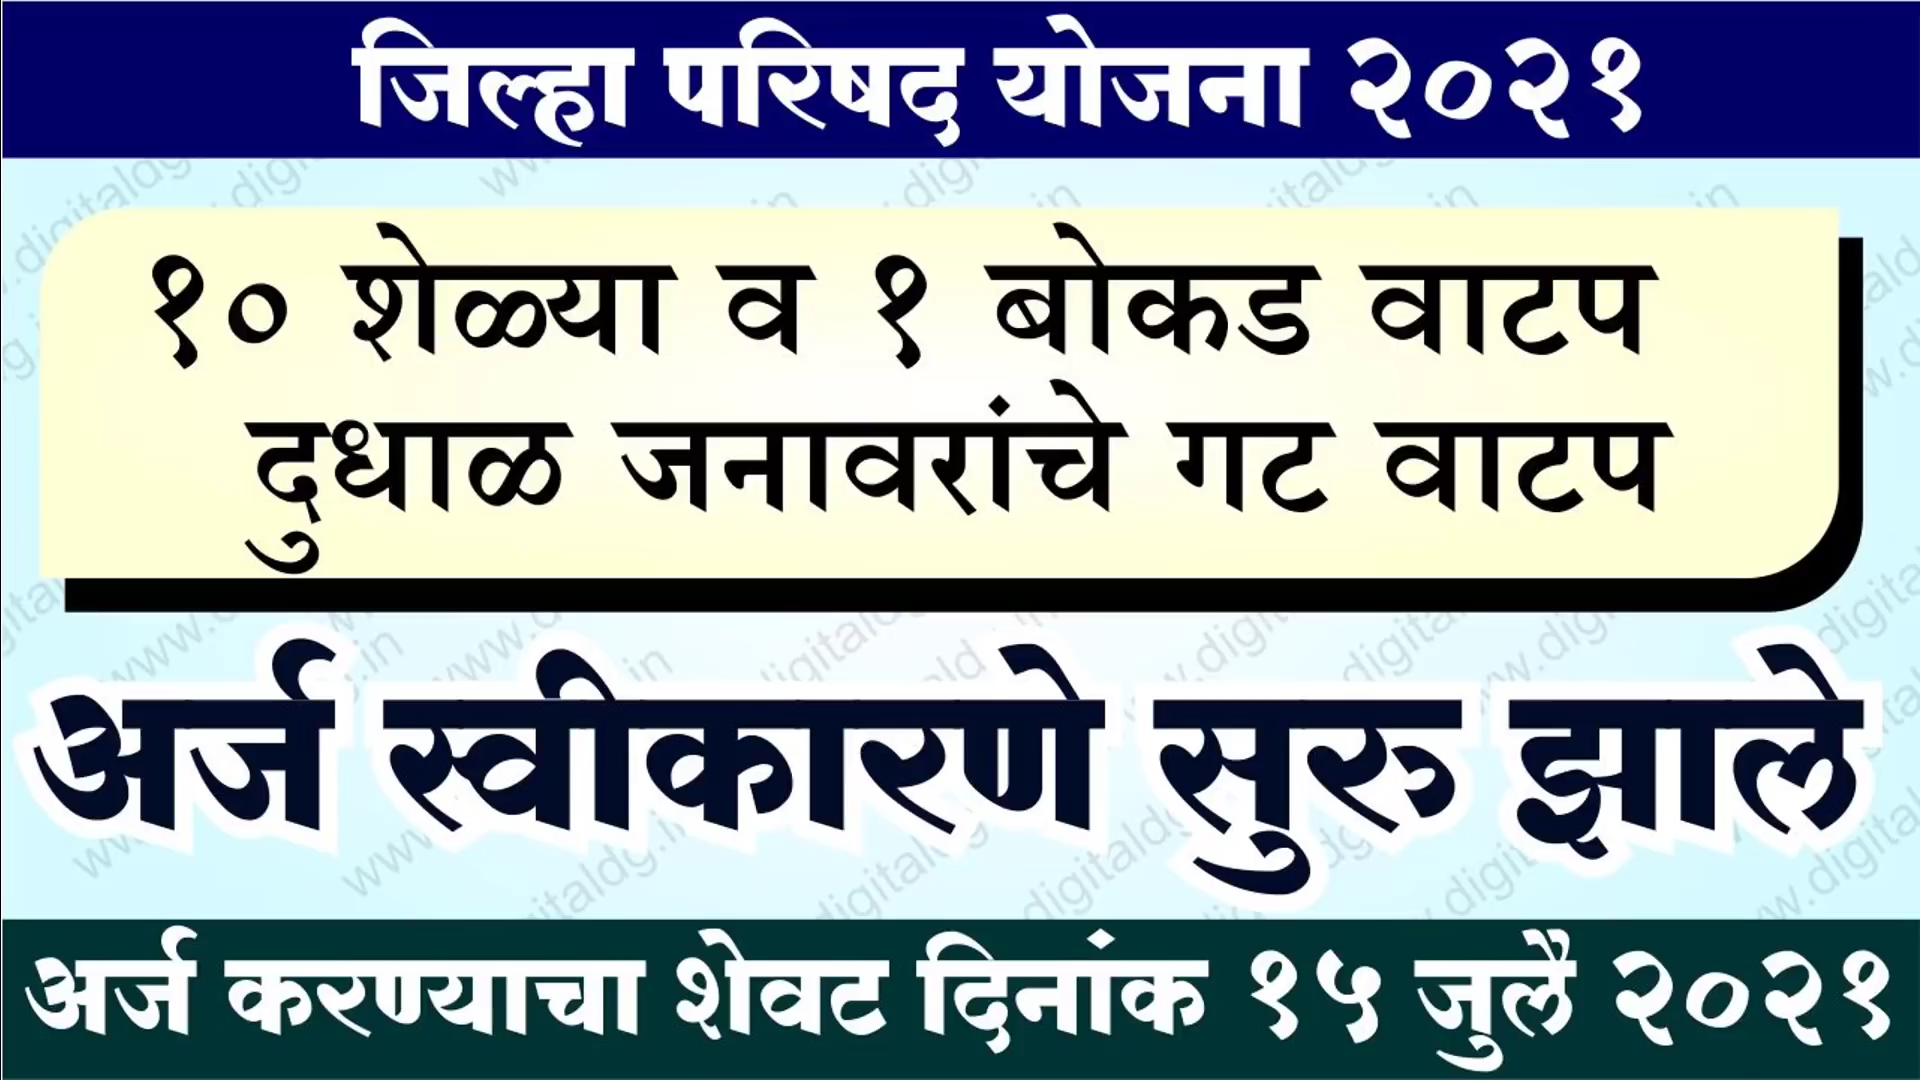 जिल्हा परिषद योजना २०२१
१० शेळ्या व १ बोकड वाटप
दुधाळ जनावरांचे गट वाटप
अर्ज स्वीकारणे सुरु झाले
अर्ज करण्याचा शेवट दिनांक १५ जुलै २०२१